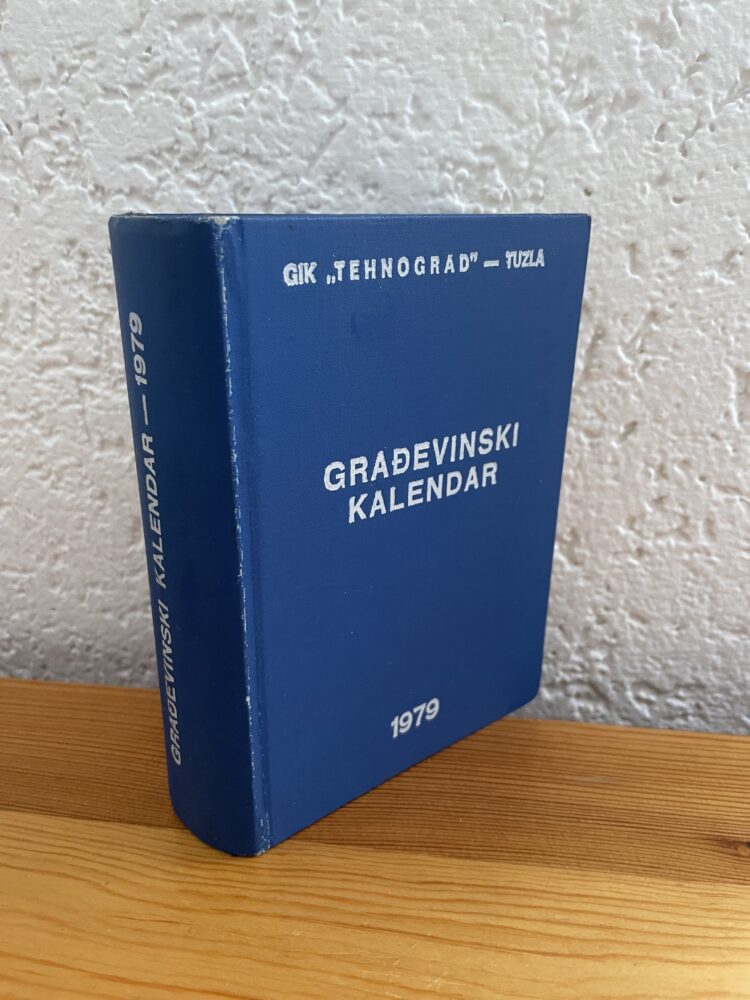 GIK „TEHNOGRAD" — TUZLA
GRAĐEVINSKI
KALENDAR
1979
GRAĐEVINSKI KALENDAR — 1979